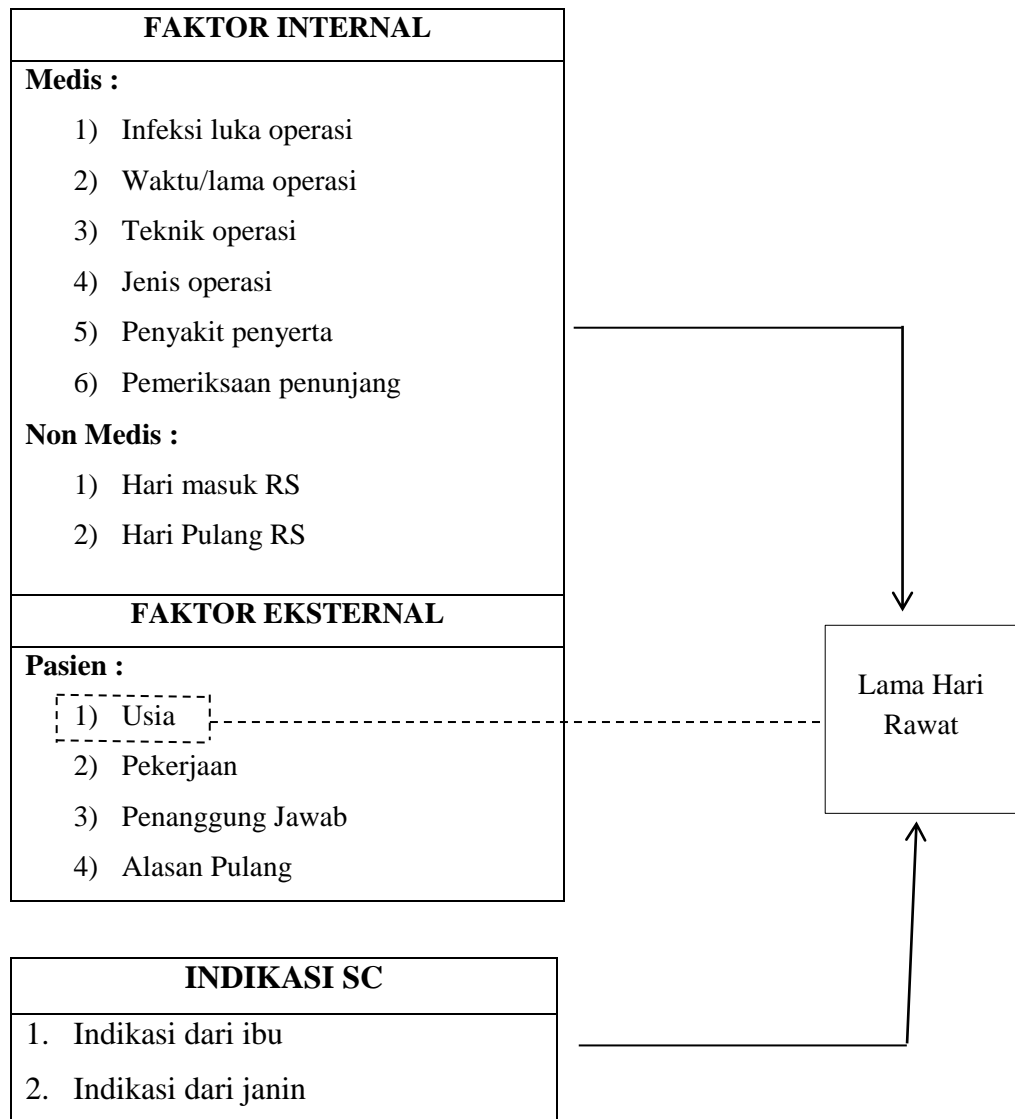 FAKTOR INTERNAL
Medis :
1) Infeksi luka operasi
2) Waktu/lama operasi
3) Teknik operasi
4) Jenis operasi
5) Penyakit penyerta
6) Pemeriksaan penunjang
Non Medis :
1) Hari masuk RS
2) Hari Pulang RS
FAKTOR EKSTERNAL
Pasien :
1) Usia
2) Pekerjaan
3) Penanggung Jawab
4) Alasan Pulang
Lama Hari
Rawat
INDIKASI SC
1. Indikasi dari ibu
2. Indikasi dari janin